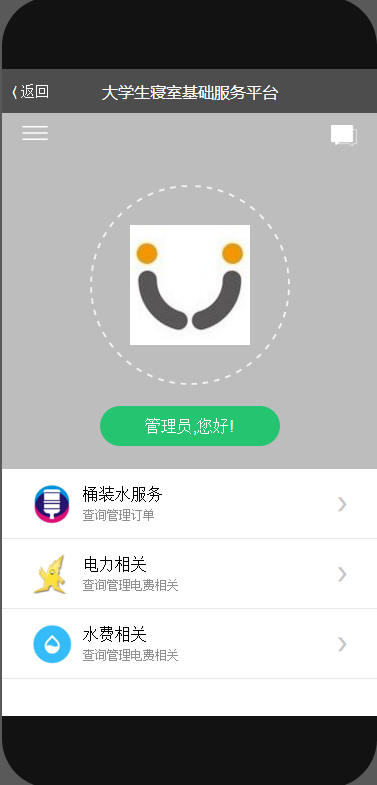 返回
大学生寝室基础服务平台
管理员,您好!
桶装水服务
查询管理订单
电力相关
查询管理电费相关
水费相关
查询管理电费相关